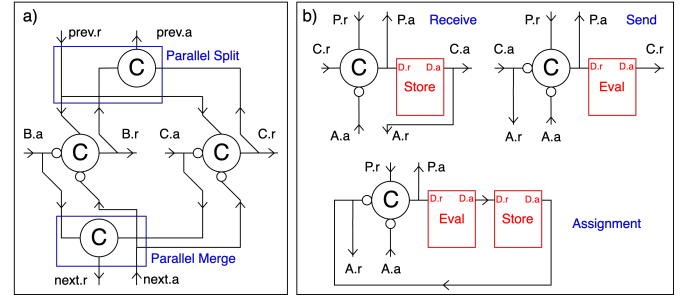 a)
prev.r
prev.a
C
Parallel Split
B.a
C
B.r
C.a
C
C.r
C
Parallel Merge
next.r
next.a
b)
P.r
P.a
Receive
C.r
C
D.r
D.a
C.a
Store
A.a
A.r
P.r
P.a
Send
C.a
C
D.r
D.a
C.r
Eval
A.r
A.a
P.r
P.a
C
D.r
D.a
Eval
D.r
D.a
Store
Assignment
A.r
A.a